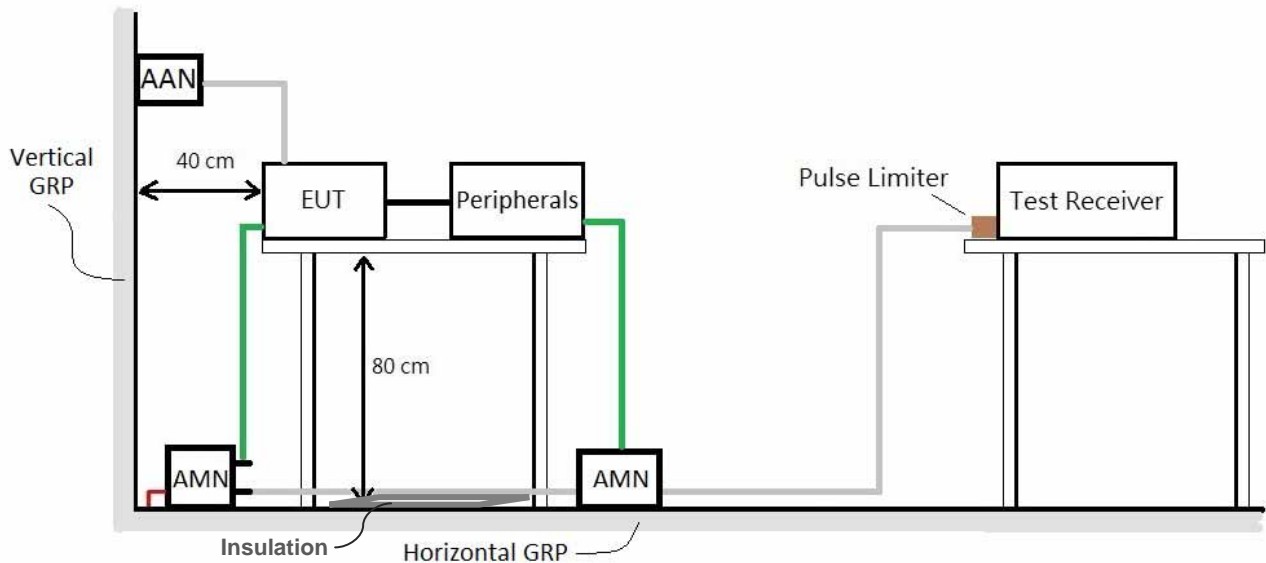 AAN
Vertical
GRP
40 cm
EUT
Peripherals
Pulse Limiter
Test Receiver
80 cm
AMN
AMN
Insulation
Horizontal GRP